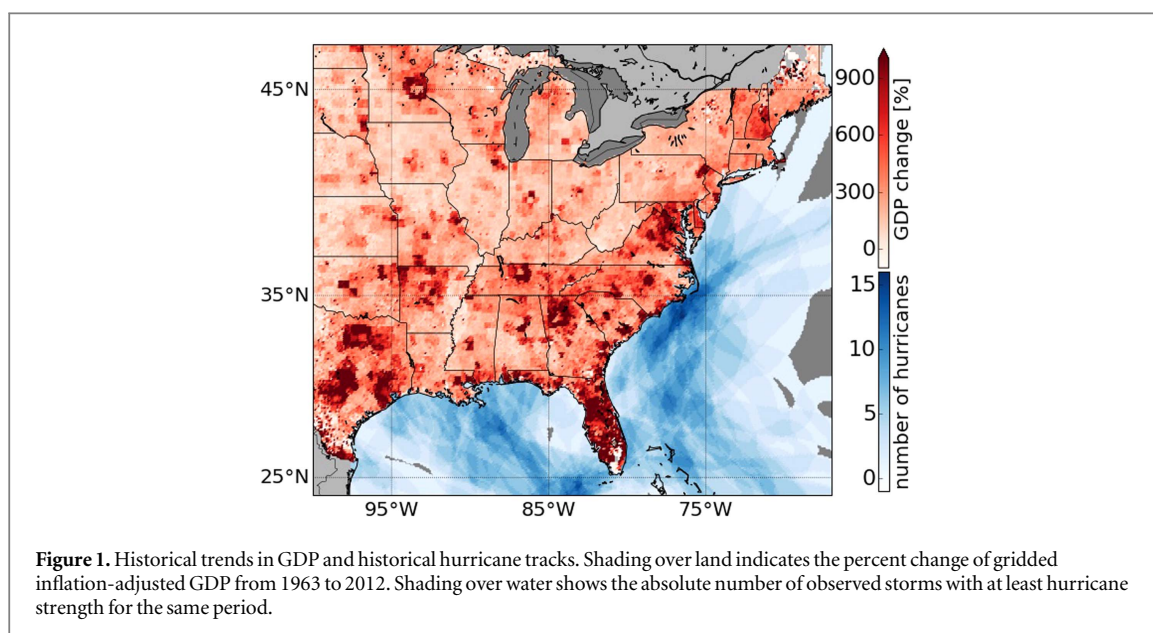 45°N
35°N
25°N
95°W 85°W 75°W
900
600
300
0
GDP change [%]
15
10
5
0
number of hurricanes
Figure 1. Historical trends in GDP and historical hurricane tracks. Shading over land indicates the percent change of gridded
inflation-adjusted GDP from 1963 to 2012. Shading over water shows the absolute number of observed storms with at least hurricane
strength for the same period.